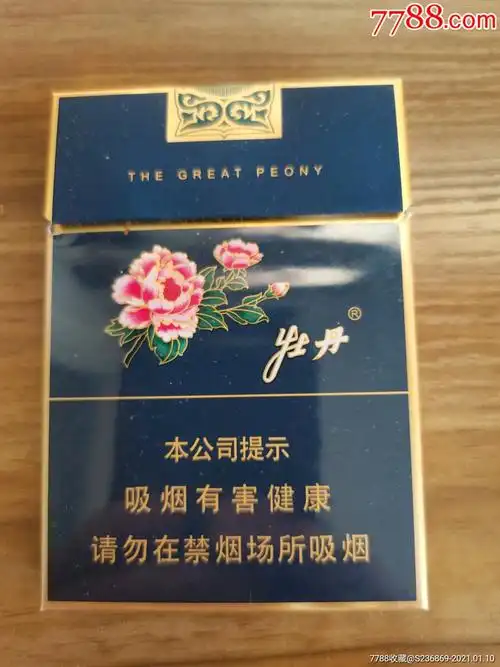 7788.com
THE GREAT PEONY
牡丹®
本公司提示
吸烟有害健康
请勿在禁烟场所吸烟
7788收藏@S236869-2021.01.10